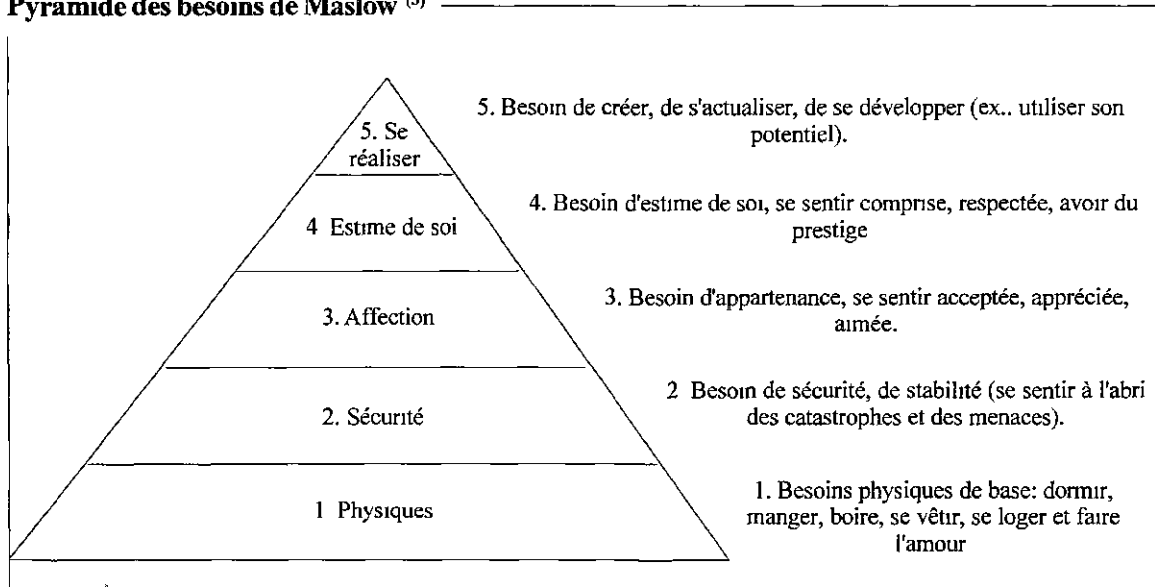 Pyramide des besoins de Maslow (3)
5. Se
réaliser
5. Besoin de créer, de s'actualiser, de se développer (ex.. utiliser son
potentiel).
4 Estime de soi
4. Besoin d'estime de soi, se sentir comprise, respectée, avoir du
prestige
3. Affection
3. Besoin d'appartenance, se sentir acceptée, appréciée,
aimée.
2. Sécurité
2 Besoin de sécurité, de stabilité (se sentir à l'abri
des catastrophes et des menaces).
1 Physiques
1. Besoins physiques de base: dormir,
manger, boire, se vêtir, se loger et faire
l'amour